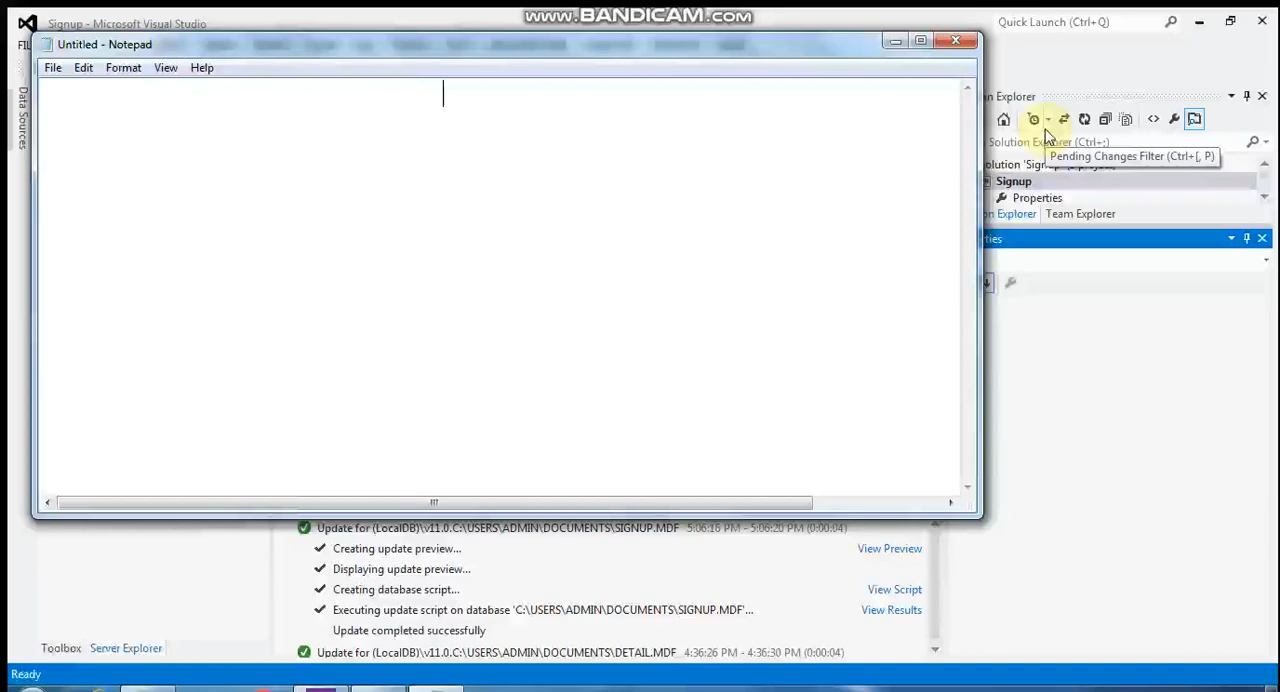 www.BANDICAM.com
Signup - Microsoft Visual Studio
Quick Launch (Ctrl+Q)
Untitled - Notepad
File Edit Format View Help
Data Sources
Explorer
Solution Explorer (Ctrl+;)
Pending Changes Filter (Ctrl+[, P)
Signup
Properties
Explorer Team Explorer
Update for (LocalDB)\v11.0.C:\USERS\ADMIN\DOCUMENTS\SIGNUP.MDF 5:06:16 PM - 5:06:20 PM (0:00:04)
Creating update preview... View Preview
Displaying update preview...
Creating database script... View Script
Executing update script on database 'C:\USERS\ADMIN\DOCUMENTS\SIGNUP.MDF'... View Results
Update completed successfully
Toolbox Server Explorer
Update for (LocalDB)\v11.0.C:\USERS\ADMIN\DOCUMENTS\DETAIL.MDF 4:36:26 PM - 4:36:30 PM (0:00:04)
Ready